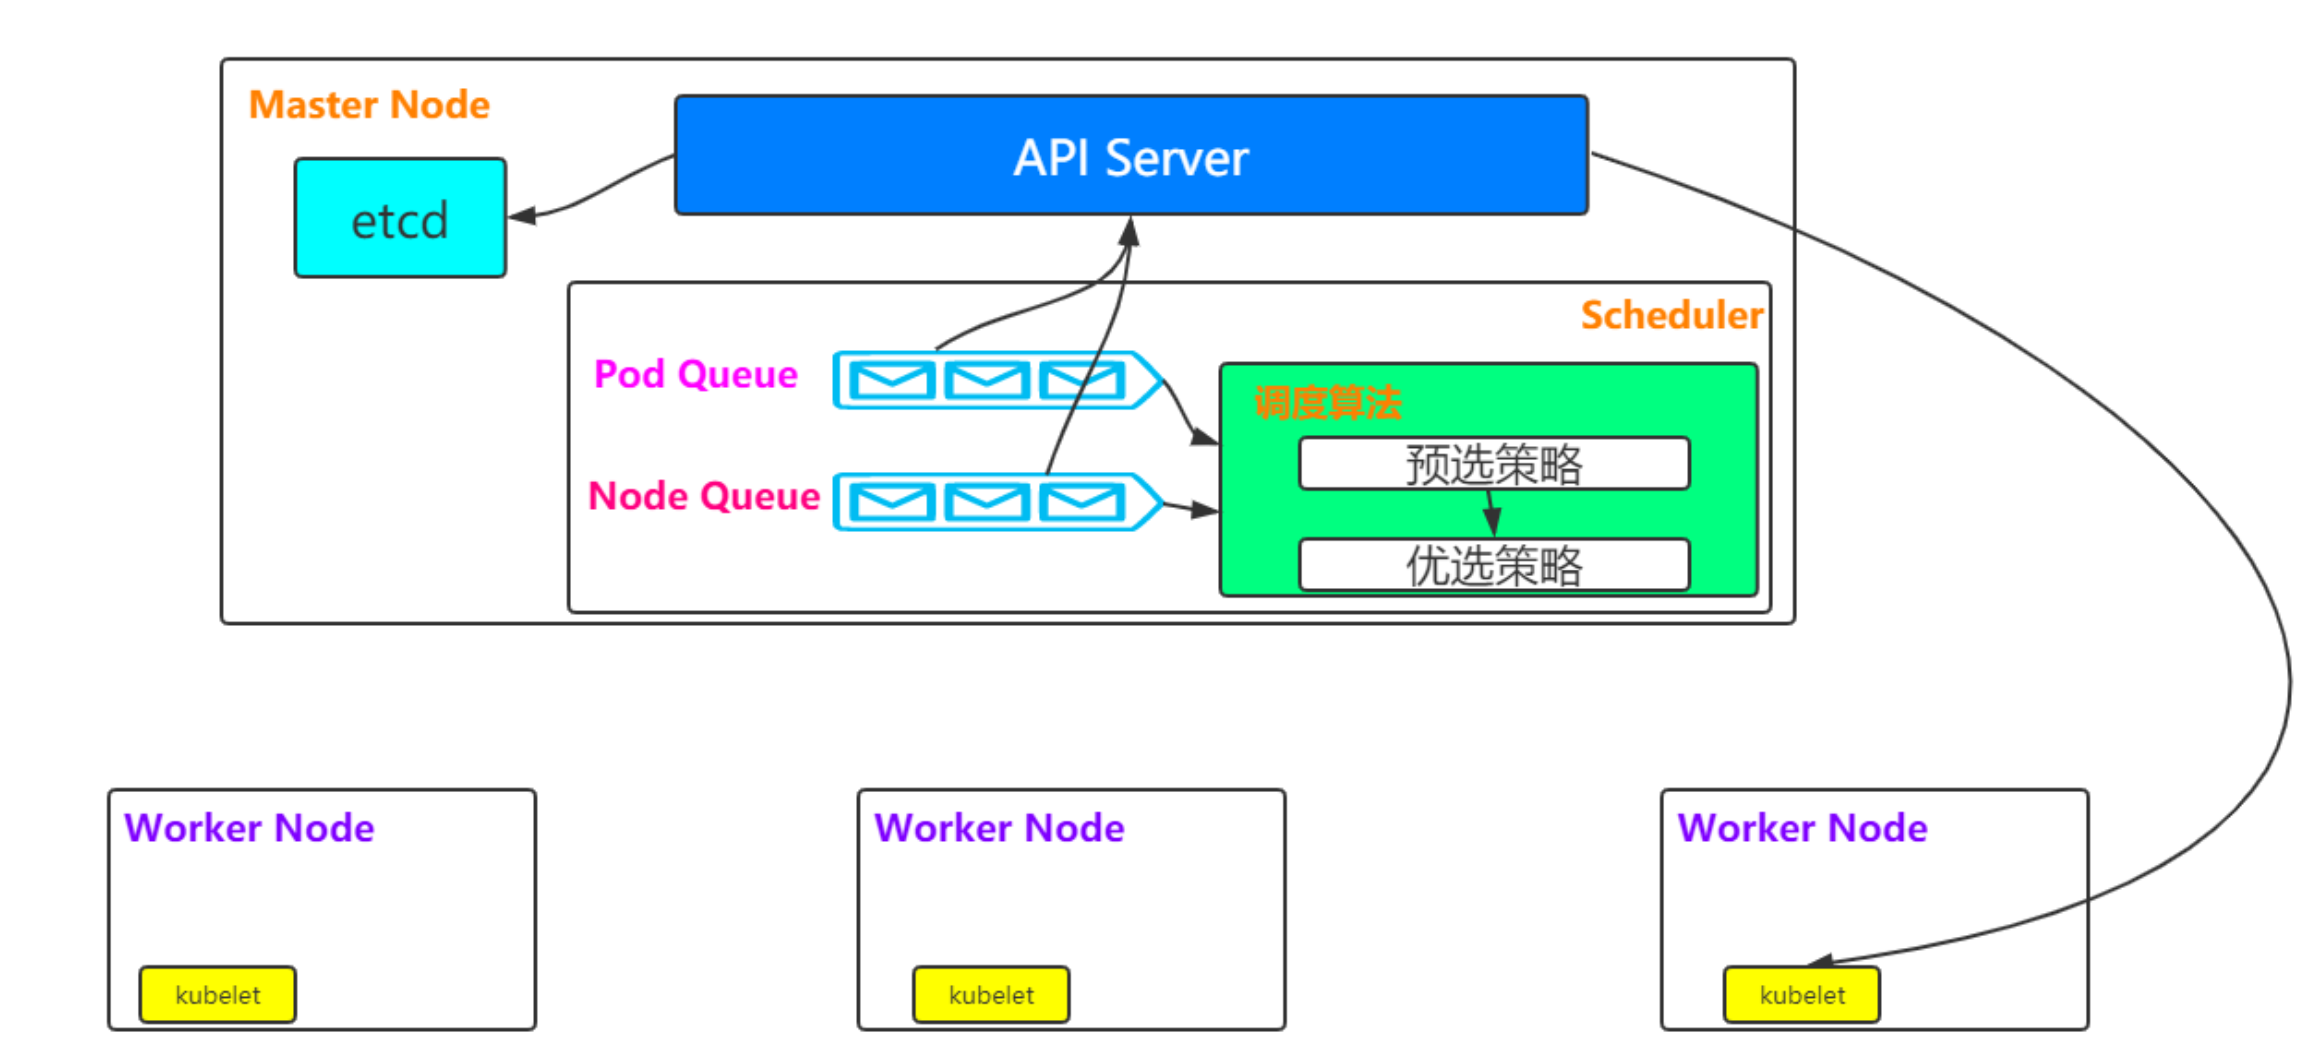 Master Node
API Server
etcd
Scheduler
Pod Queue
调度算法
预选策略
Node Queue
优选策略
Worker Node
Worker Node
Worker Node
kubelet
kubelet
kubelet